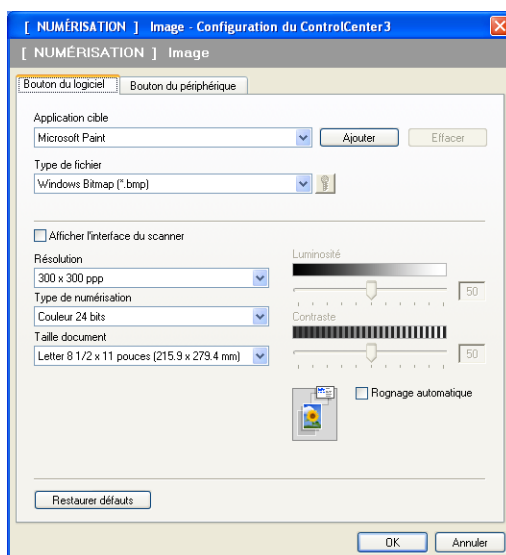 [ NUMÉRISATION ] Image - Configuration du ControlCenter3
[ NUMÉRISATION ] Image
Bouton du logiciel
Bouton du périphérique
Application cible
Microsoft Paint
Ajouter
Effacer
Type de fichier
Windows Bitmap (*.bmp)
Afficher l'interface du scanner
Résolution
300 x 300 ppp
Type de numérisation
Couleur 24 bits
Taille document
Letter 8 1/2 x 11 pouces (215.9 x 279.4 mm)
Luminosité
50
Contraste
50
Rognage automatique
Restaurer défauts
OK
Annuler